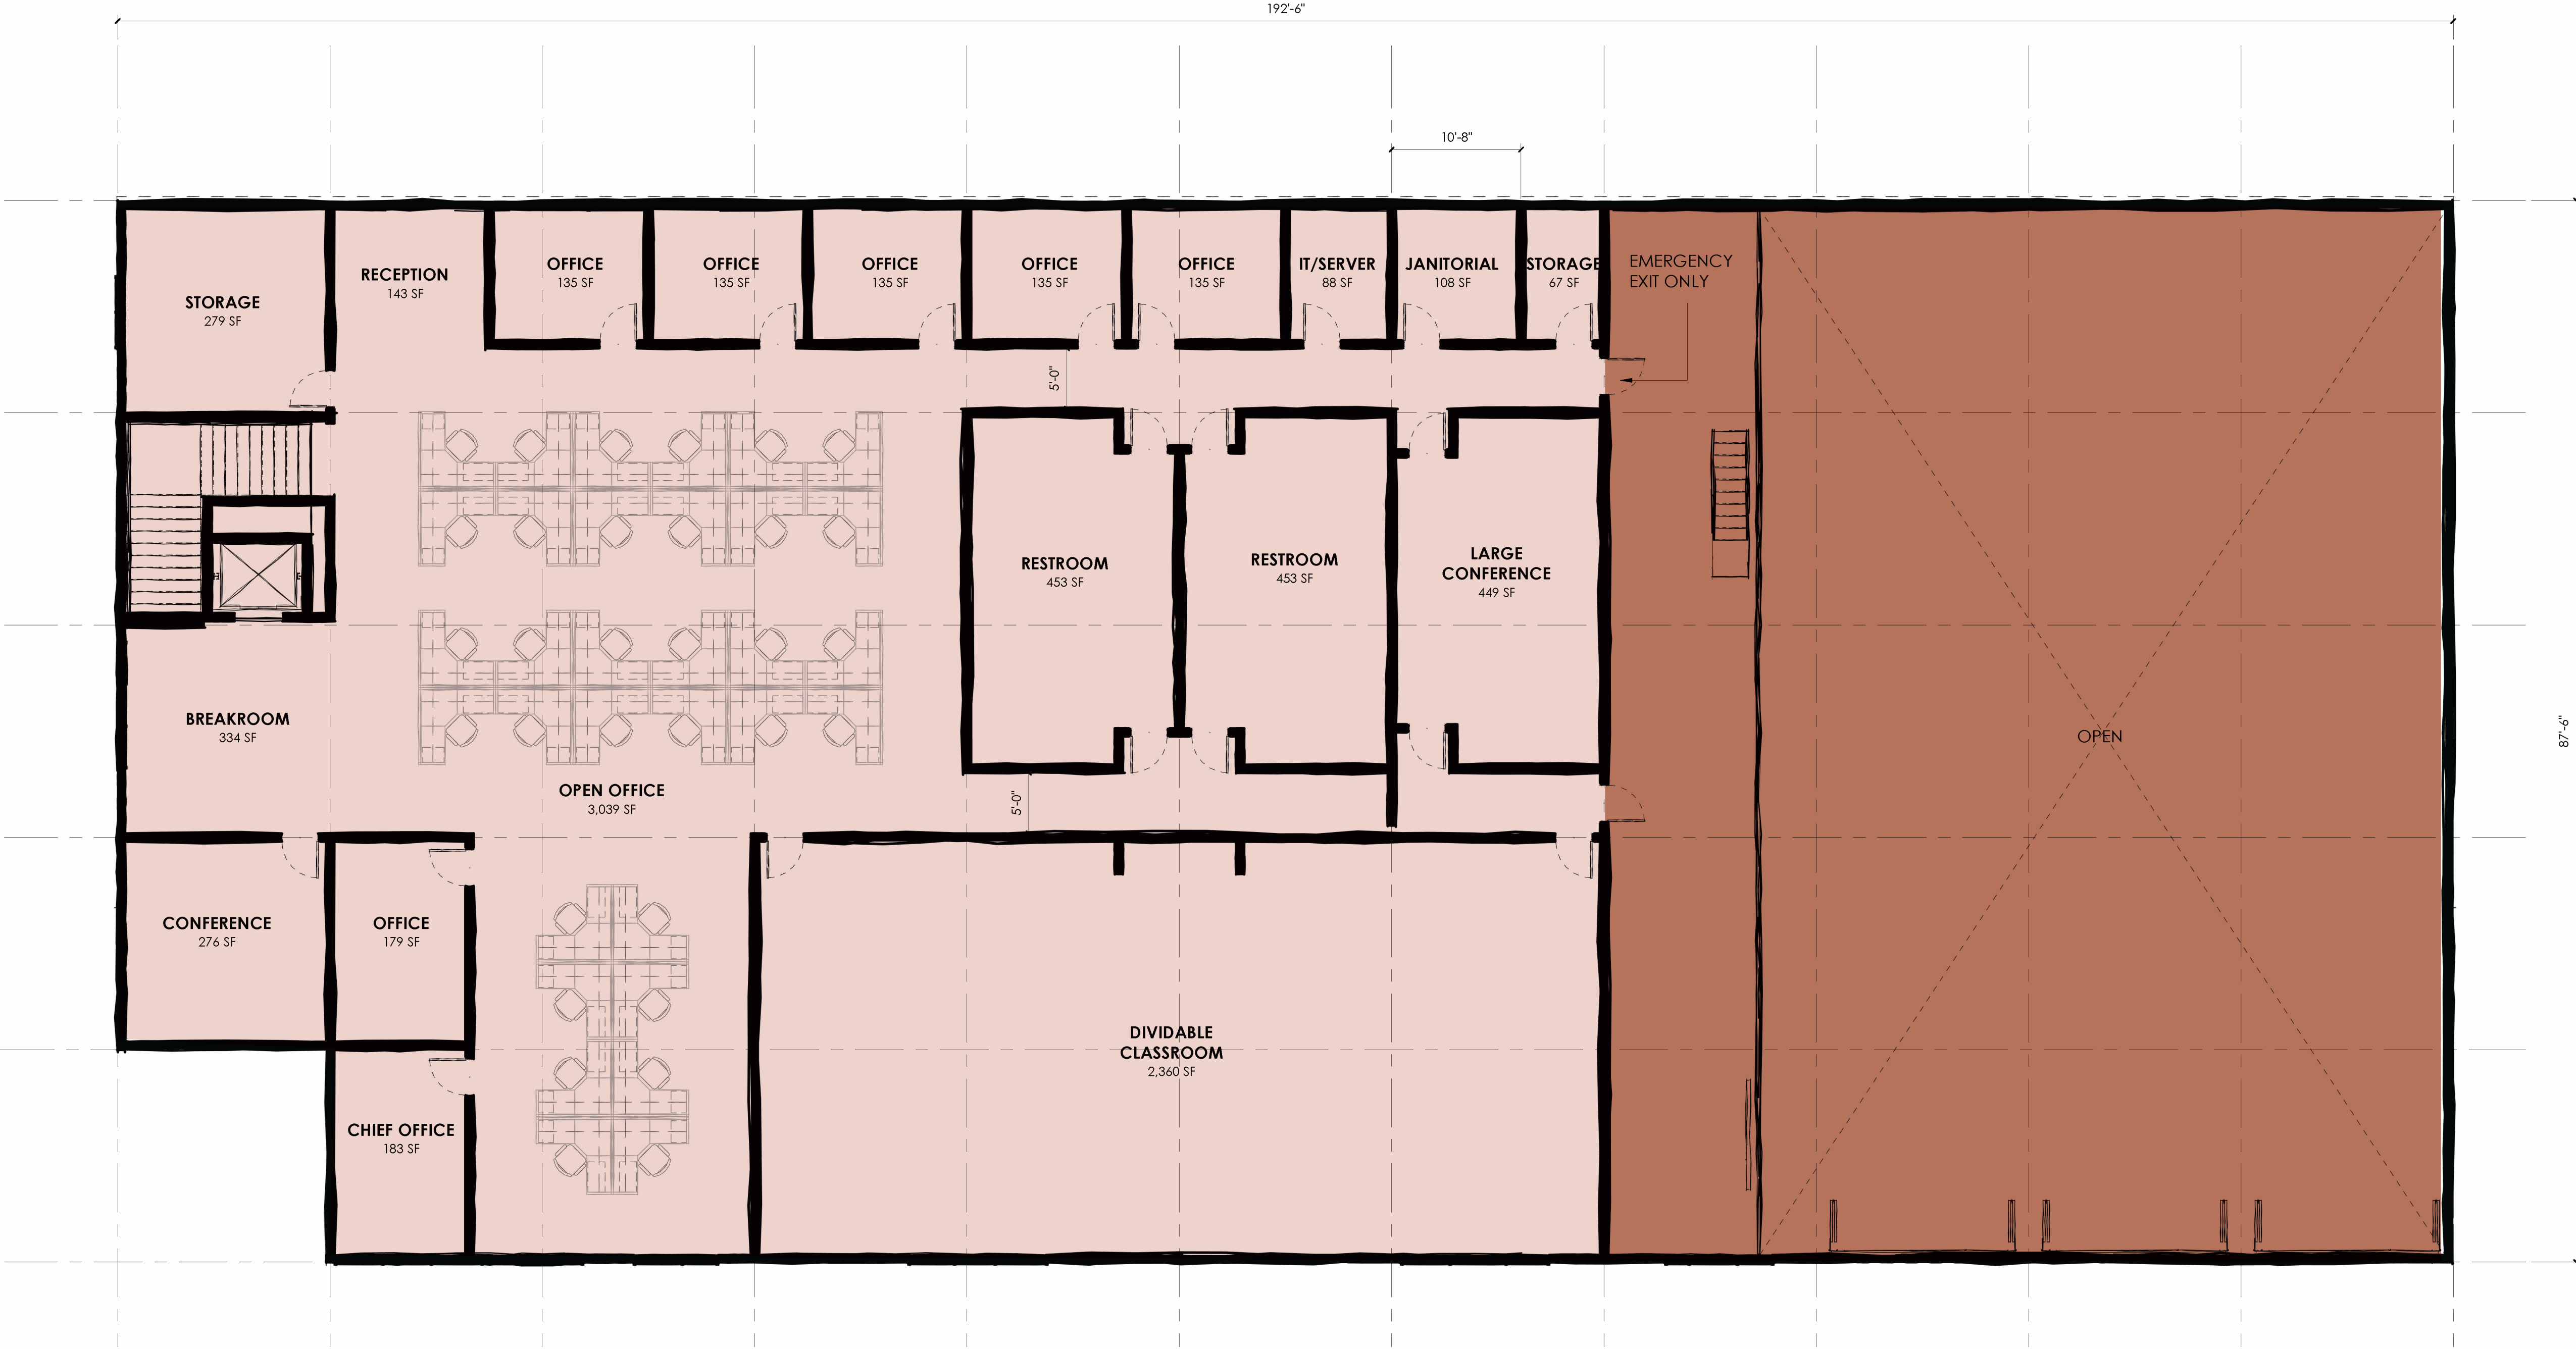 192'-6"
10'-8"
STORAGE
279 SF
RECEPTION
143 SF
OFFICE
135 SF
OFFICE
135 SF
OFFICE
135 SF
OFFICE
135 SF
OFFICE
135 SF
IT/SERVER
88 SF
JANITORIAL
108 SF
STORAGE
67 SF
EMERGENCY
EXIT ONLY
5'-0"
RESTROOM
453 SF
RESTROOM
453 SF
LARGE
CONFERENCE
449 SF
BREAKROOM
334 SF
OPEN OFFICE
3,039 SF
5'-0"
OPEN
87'-6"
CONFERENCE
276 SF
OFFICE
179 SF
DIVIDABLE
CLASSROOM
2,360 SF
CHIEF OFFICE
183 SF